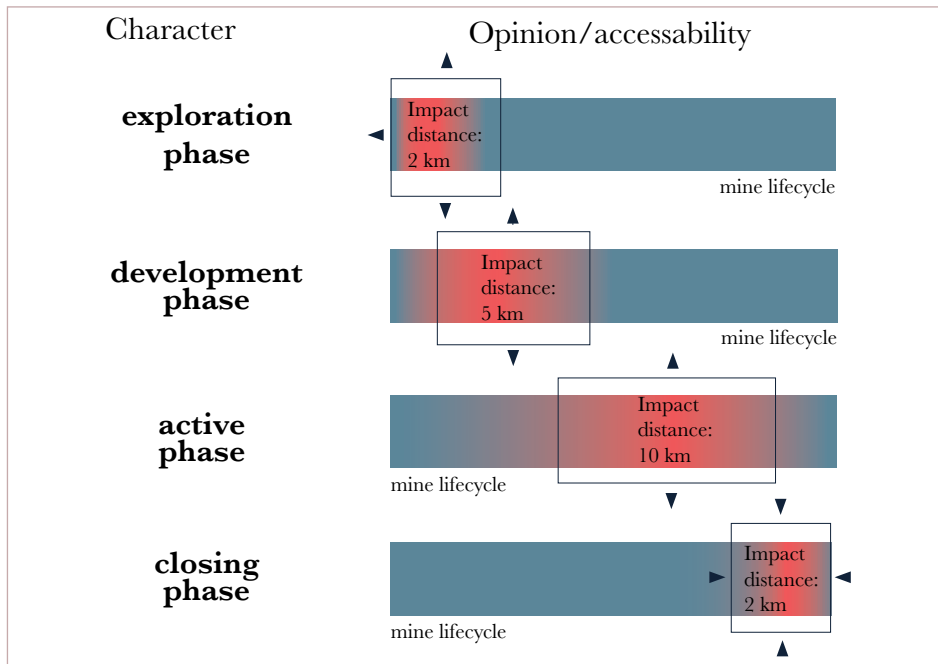 Character
Opinion/accessability
exploration
phase
Impact
distance:
2 km
mine lifecycle
development
phase
Impact
distance:
5 km
mine lifecycle
active
phase
Impact
distance:
10 km
mine lifecycle
closing
phase
Impact
distance:
2 km
mine lifecycle